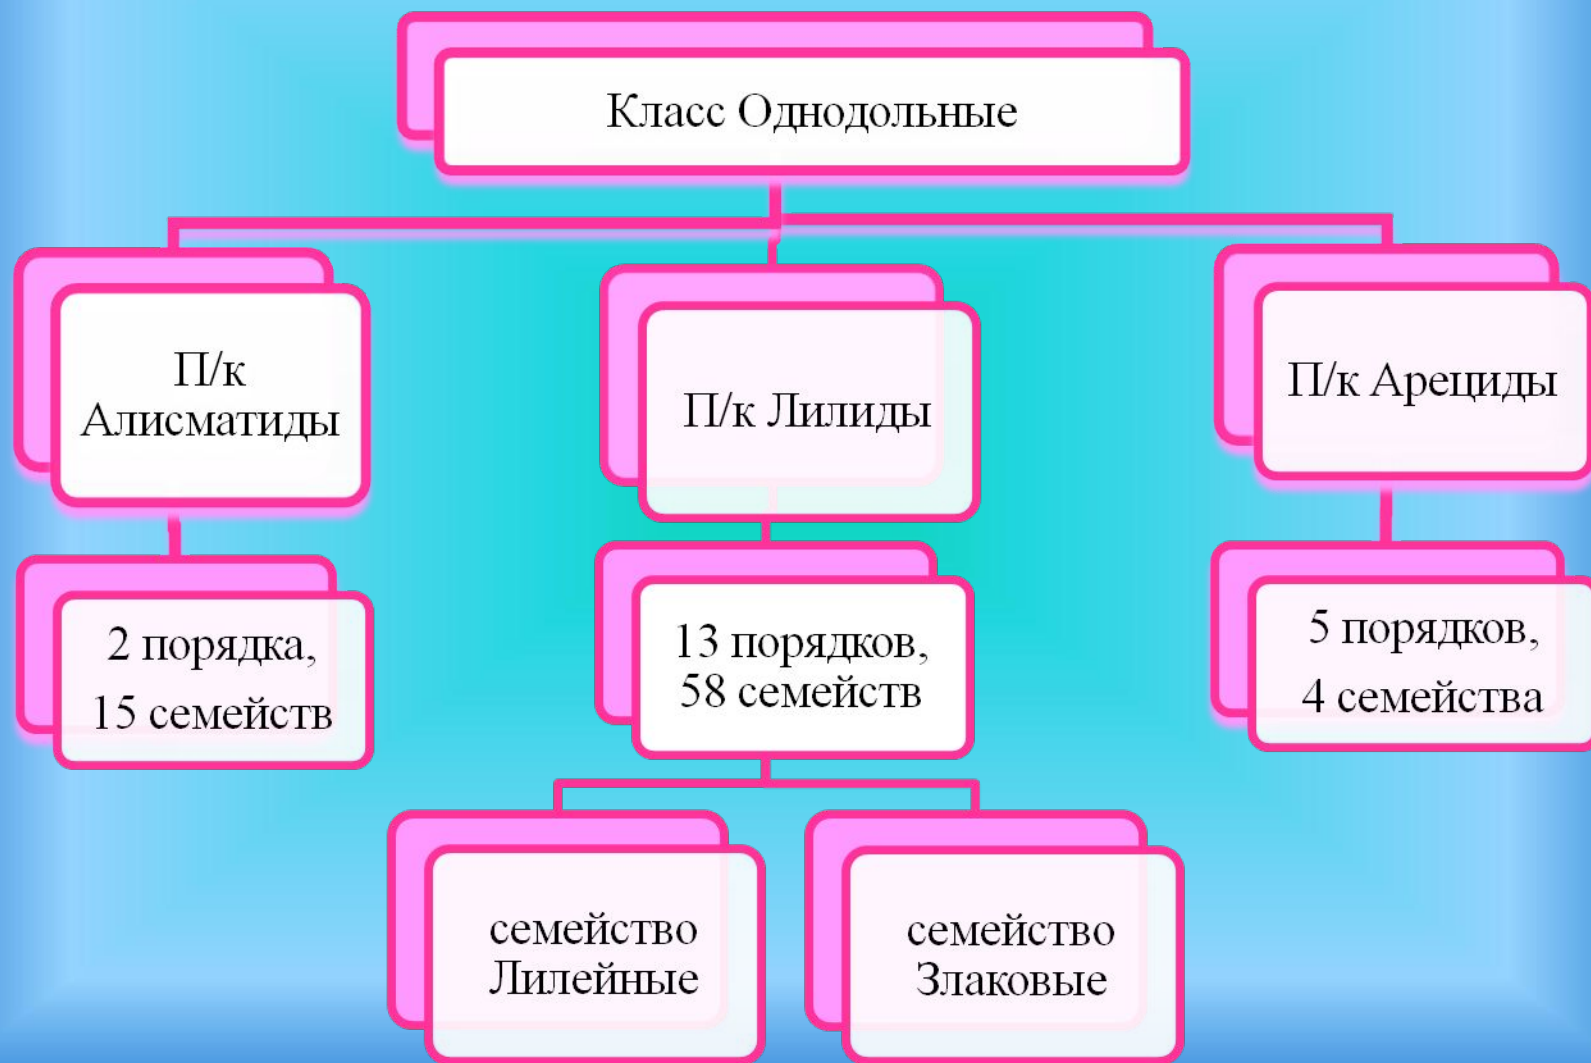 Класс Однодольные
П/к
Алисматиды
П/к Лилиды
П/к Арециды
2 порядка,
15 семейств
13 порядков,
58 семейств
5 порядков,
4 семейства
семейство
Лилейные
семейство
Злаковые